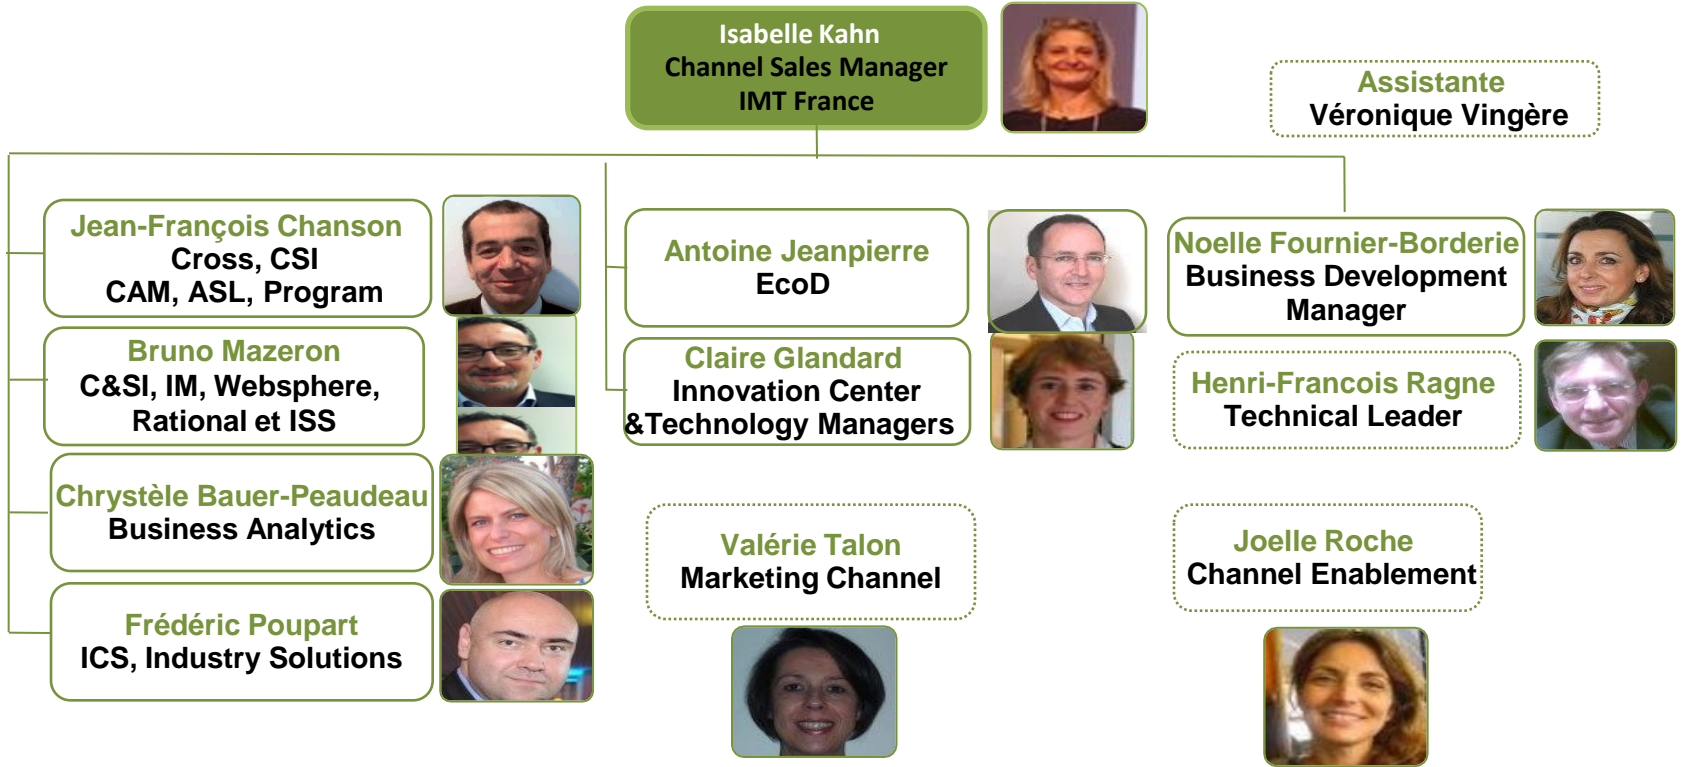 Isabelle Kahn
Channel Sales Manager
IMT France
Assistante
Véronique Vingère
Jean-François Chanson
Cross, CSI
CAM, ASL, Program
Antoine Jeanpierre
EcoD
Noelle Fournier-Borderie
Business Development
Manager
Bruno Mazeron
C&SI, IM, Websphere,
Rational et ISS
Claire Glandard
Innovation Center
&Technology Managers
Henri-Francois Ragne
Technical Leader
Chrystèle Bauer-Peaudeau
Business Analytics
Valérie Talon
Marketing Channel
Joelle Roche
Channel Enablement
Frédéric Poupart
ICS, Industry Solutions